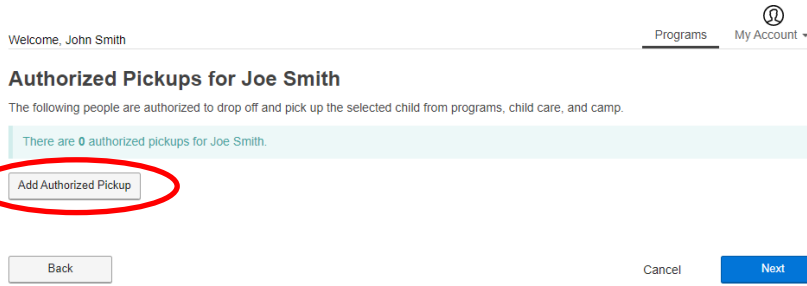 Welcome, John Smith
Programs
My Account
Authorized Pickups for Joe Smith
The following people are authorized to drop off and pick up the selected child from programs, child care, and camp.
There are 0 authorized pickups for Joe Smith.
Add Authorized Pickup
Back
Cancel
Next